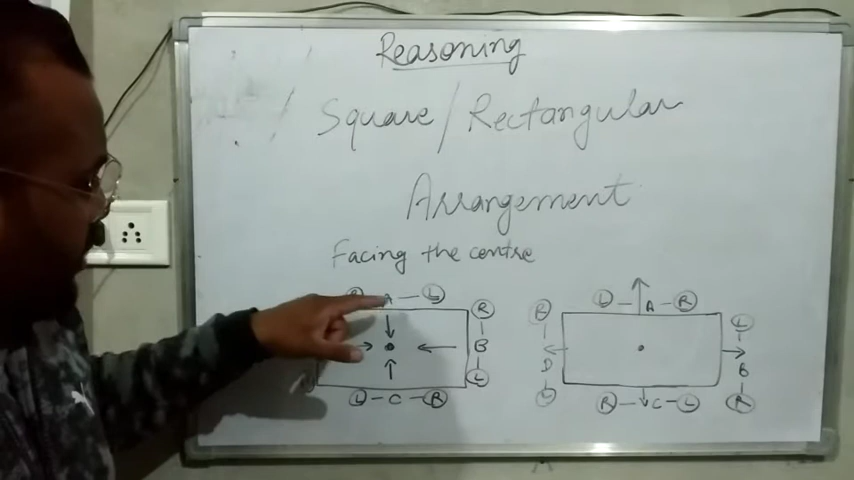 Reasoning
Square / Rectangular
Arrangement
Facing the centre
A - L
R
B
L
L - C - R
L - A - R
R
D
L
L
B
R
R - C - L